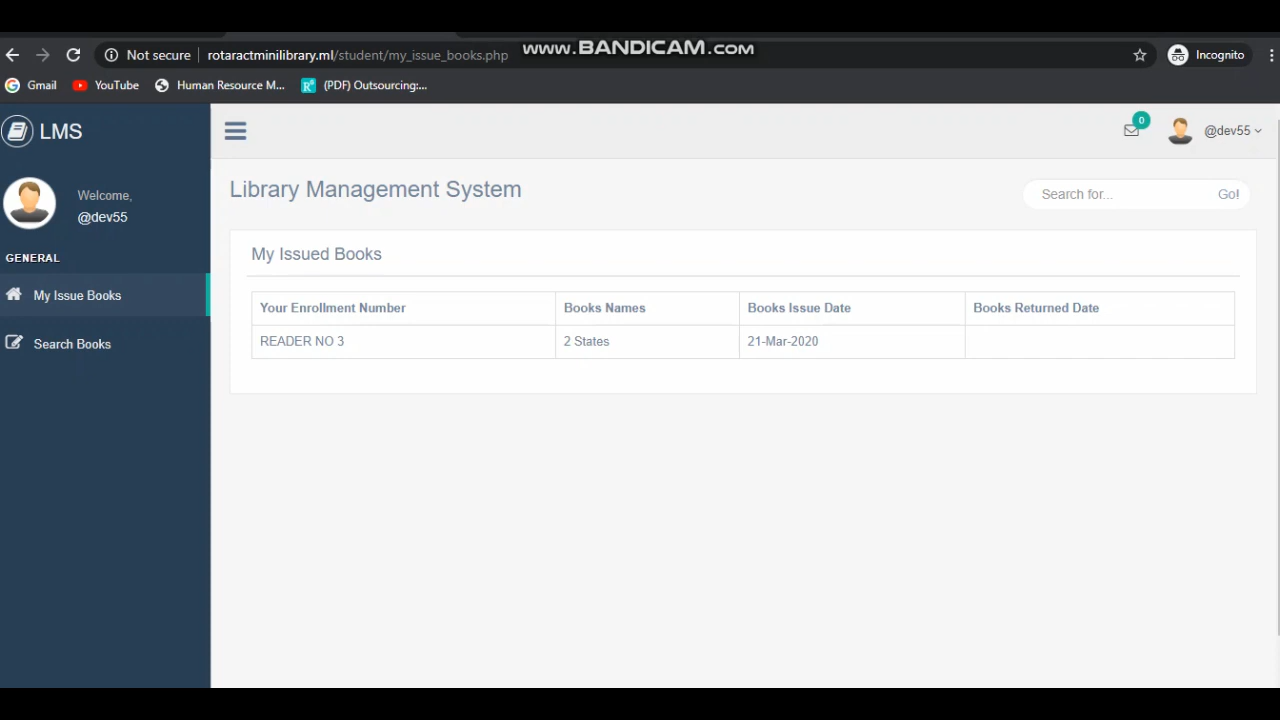 www.BANDICAM.com
Not secure rotaractminilibrary.ml/student/my_issue_books.php Incognito
Gmail YouTube Human Resource M... R⁶ (PDF) Outsourcing:...
LMS
0
@dev55
Welcome,
@dev55
Library Management System
Search for... Go!
GENERAL
My Issue Books
Search Books
My Issued Books
Your Enrollment Number Books Names Books Issue Date Books Returned Date
READER NO 3 2 States 21-Mar-2020